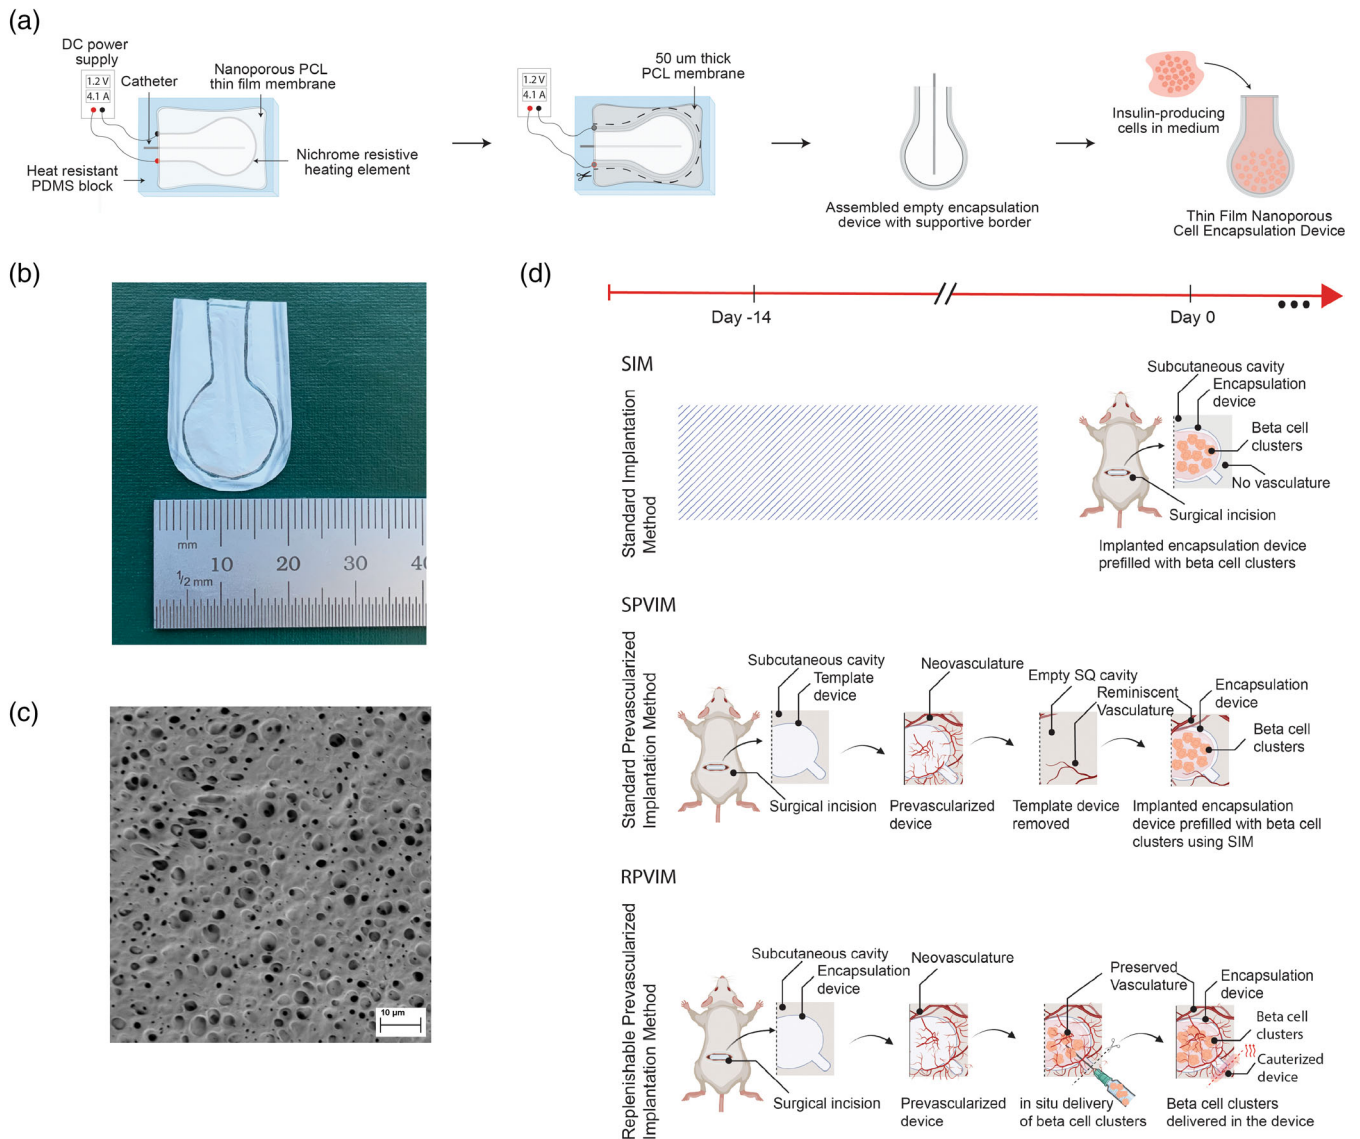 (a)
DC power
supply
1.2 V
4.1 A
Catheter
Nanoporous PCL
thin film membrane
Heat resistant
PDMS block
Nichrome resistive
heating element
1.2 V
4.1 A
50 um thick
PCL membrane
Assembled empty encapsulation
device with supportive border
Insulin-producing
cells in medium
Thin Film Nanoporous
Cell Encapsulation Device
(b)
mm
10 20 30 40
1/2 mm
(c)
10 µm
(d)
Day -14
Day 0
SIM
Standard Implantation
Method
Subcutaneous cavity
Encapsulation
device
Beta cell
clusters
No vasculature
Surgical incision
Implanted encapsulation device
prefilled with beta cell clusters
SPVIM
Standard Prevascularized
Implantation Method
Subcutaneous cavity
Template
device
Surgical incision
Neovasculature
Prevascularized
device
Empty SQ cavity
Reminiscent
Vasculature
Template device
removed
Encapsulation
device
Beta cell
clusters
Implanted encapsulation
device prefilled with beta cell
clusters using SIM
RPVIM
Replenishable Prevascularized
Implantation Method
Subcutaneous cavity
Encapsulation
device
Surgical incision
Neovasculature
Prevascularized device
Preserved
Vasculature
in situ delivery
of beta cell clusters
Encapsulation
device
Beta cell
clusters
Cauterized
device
Beta cell clusters
delivered in the device